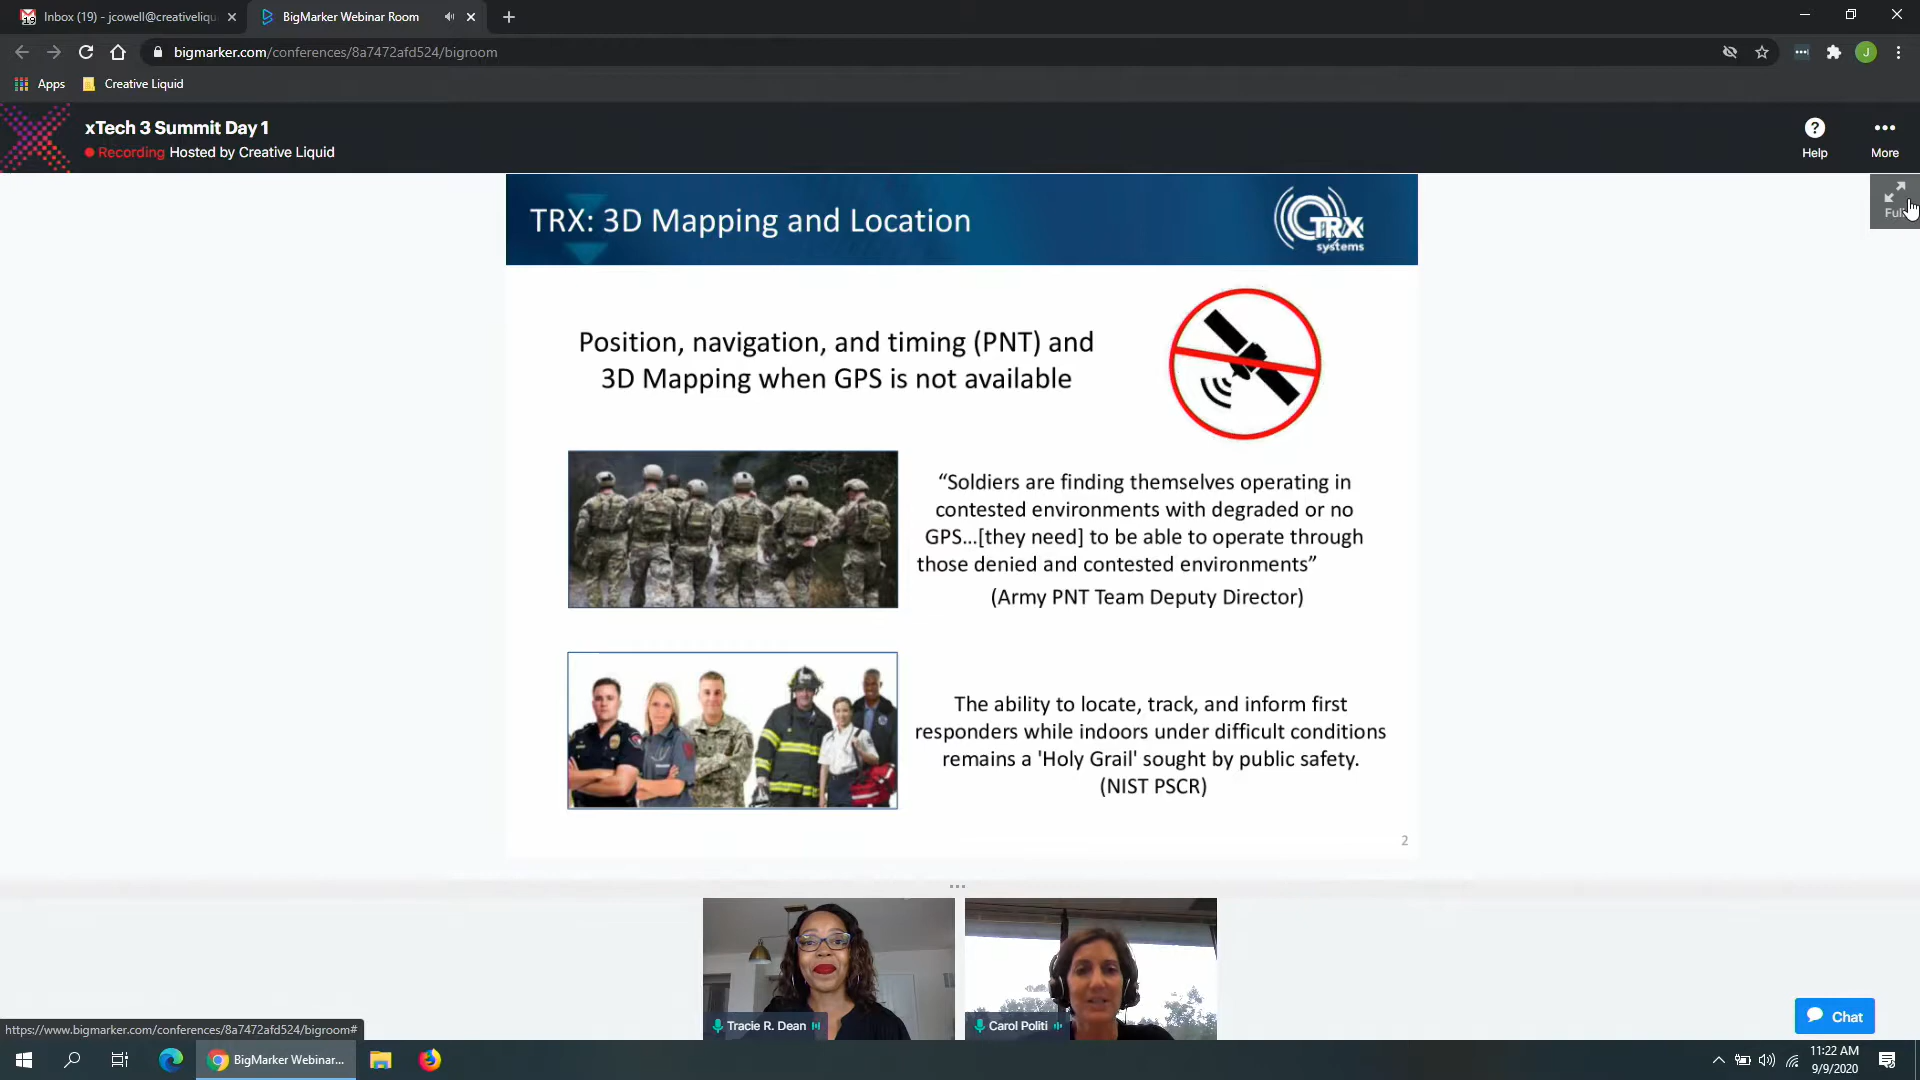 Inbox (19) - jcowell@creativeliqu
BigMarker Webinar Room
bigmarker.com/conferences/8a7472afd524/bigroom
J
Apps
Creative Liquid
xTech 3 Summit Day 1
Recording Hosted by Creative Liquid
Help
More
Full
TRX: 3D Mapping and Location
TRX
systems
Position, navigation, and timing (PNT) and
3D Mapping when GPS is not available
“Soldiers are finding themselves operating in
contested environments with degraded or no
GPS...[they need] to be able to operate through
those denied and contested environments”
(Army PNT Team Deputy Director)
The ability to locate, track, and inform first
responders while indoors under difficult conditions
remains a 'Holy Grail' sought by public safety.
(NIST PSCR)
2
Tracie R. Dean
Carol Politi
Chat
https://www.bigmarker.com/conferences/8a7472afd524/bigroom#
BigMarker Webinar...
11:22 AM
9/9/2020